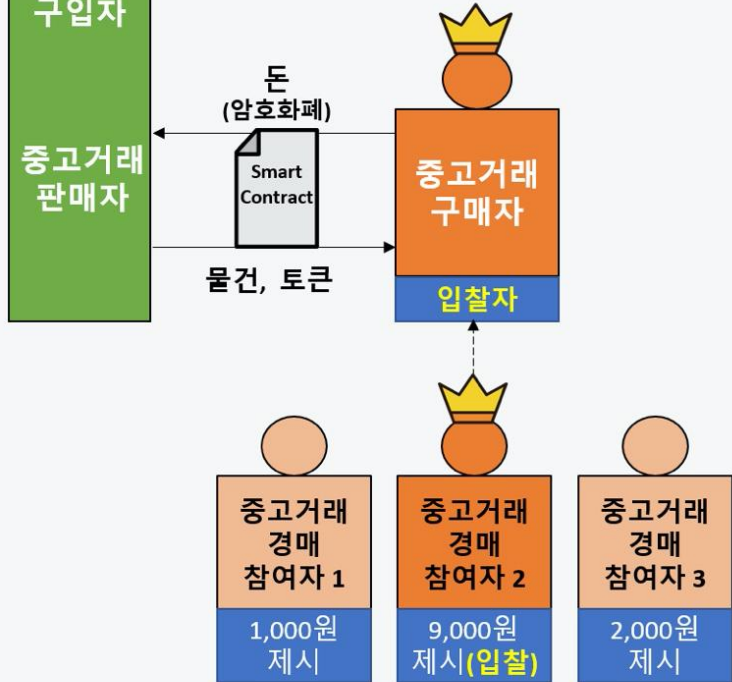 구입자
중고거래
판매자
돈
(암호화폐)
Smart
Contract
물건, 토큰
중고거래
구매자
입찰자
중고거래
경매
참여자 1
1,000원
제시
중고거래
경매
참여자 2
9,000원
제시(입찰)
중고거래
경매
참여자 3
2,000원
제시